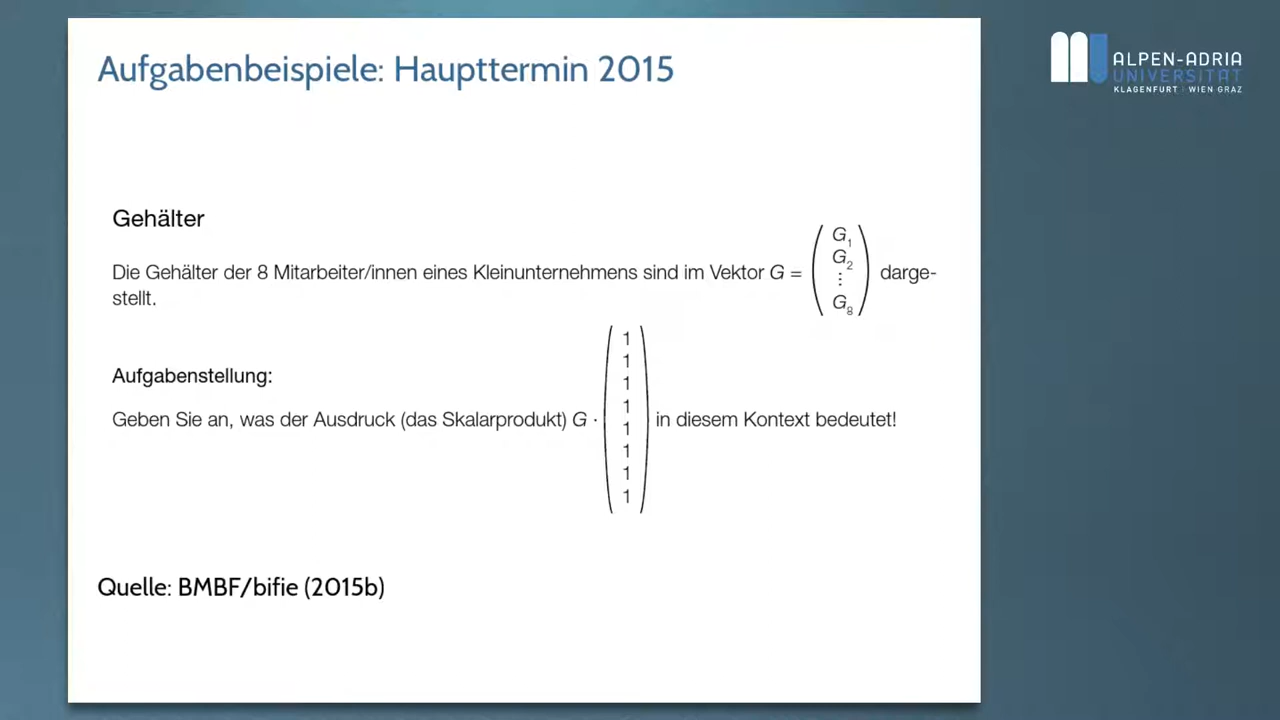 Aufgabenbeispiele: Haupttermin 2015
ALPEN-ADRIA
UNIVERSITÄT
KLAGENFURT | WIEN GRAZ
Gehälter
Die Gehälter der 8 Mitarbeiter/innen eines Kleinunternehmens sind im Vektor G = (G₁ G₂ ⋮ G₈) darge-
stellt.
Aufgabenstellung:
Geben Sie an, was der Ausdruck (das Skalarprodukt) G · (1 1 1 1 1 1 1 1) in diesem Kontext bedeutet!
Quelle: BMBF/bifie (2015b)